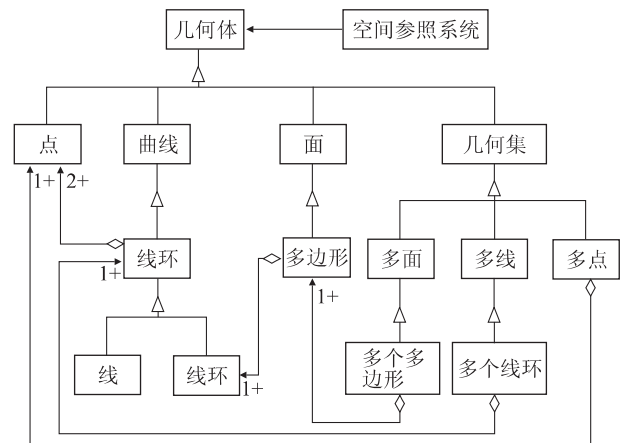 几何体
空间参照系统
点
曲线
面
几何集
1+
2+
线环
1+
多边形
1+
多面
多线
多点
线
线环
1+
多个多
边形
多个线环